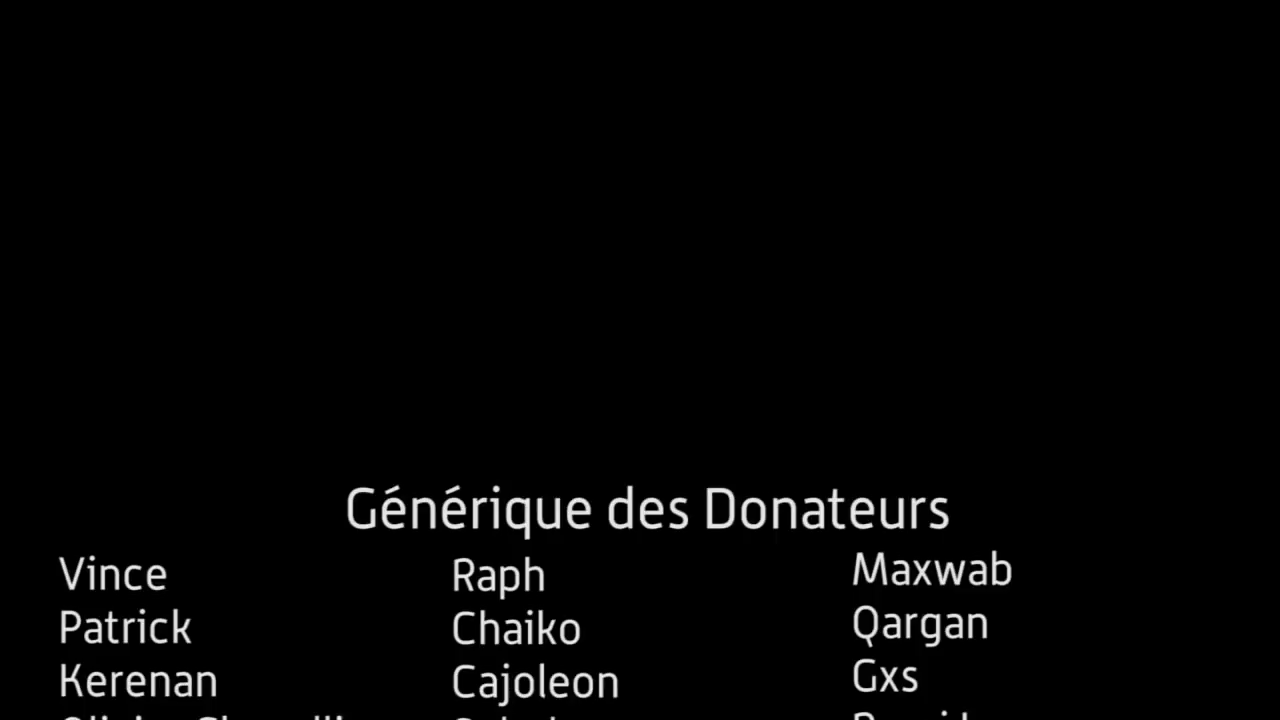 Générique des Donateurs
Vince
Patrick
Kerenan
Raph
Chaiko
Cajoleon
Maxwab
Qargan
Gxs